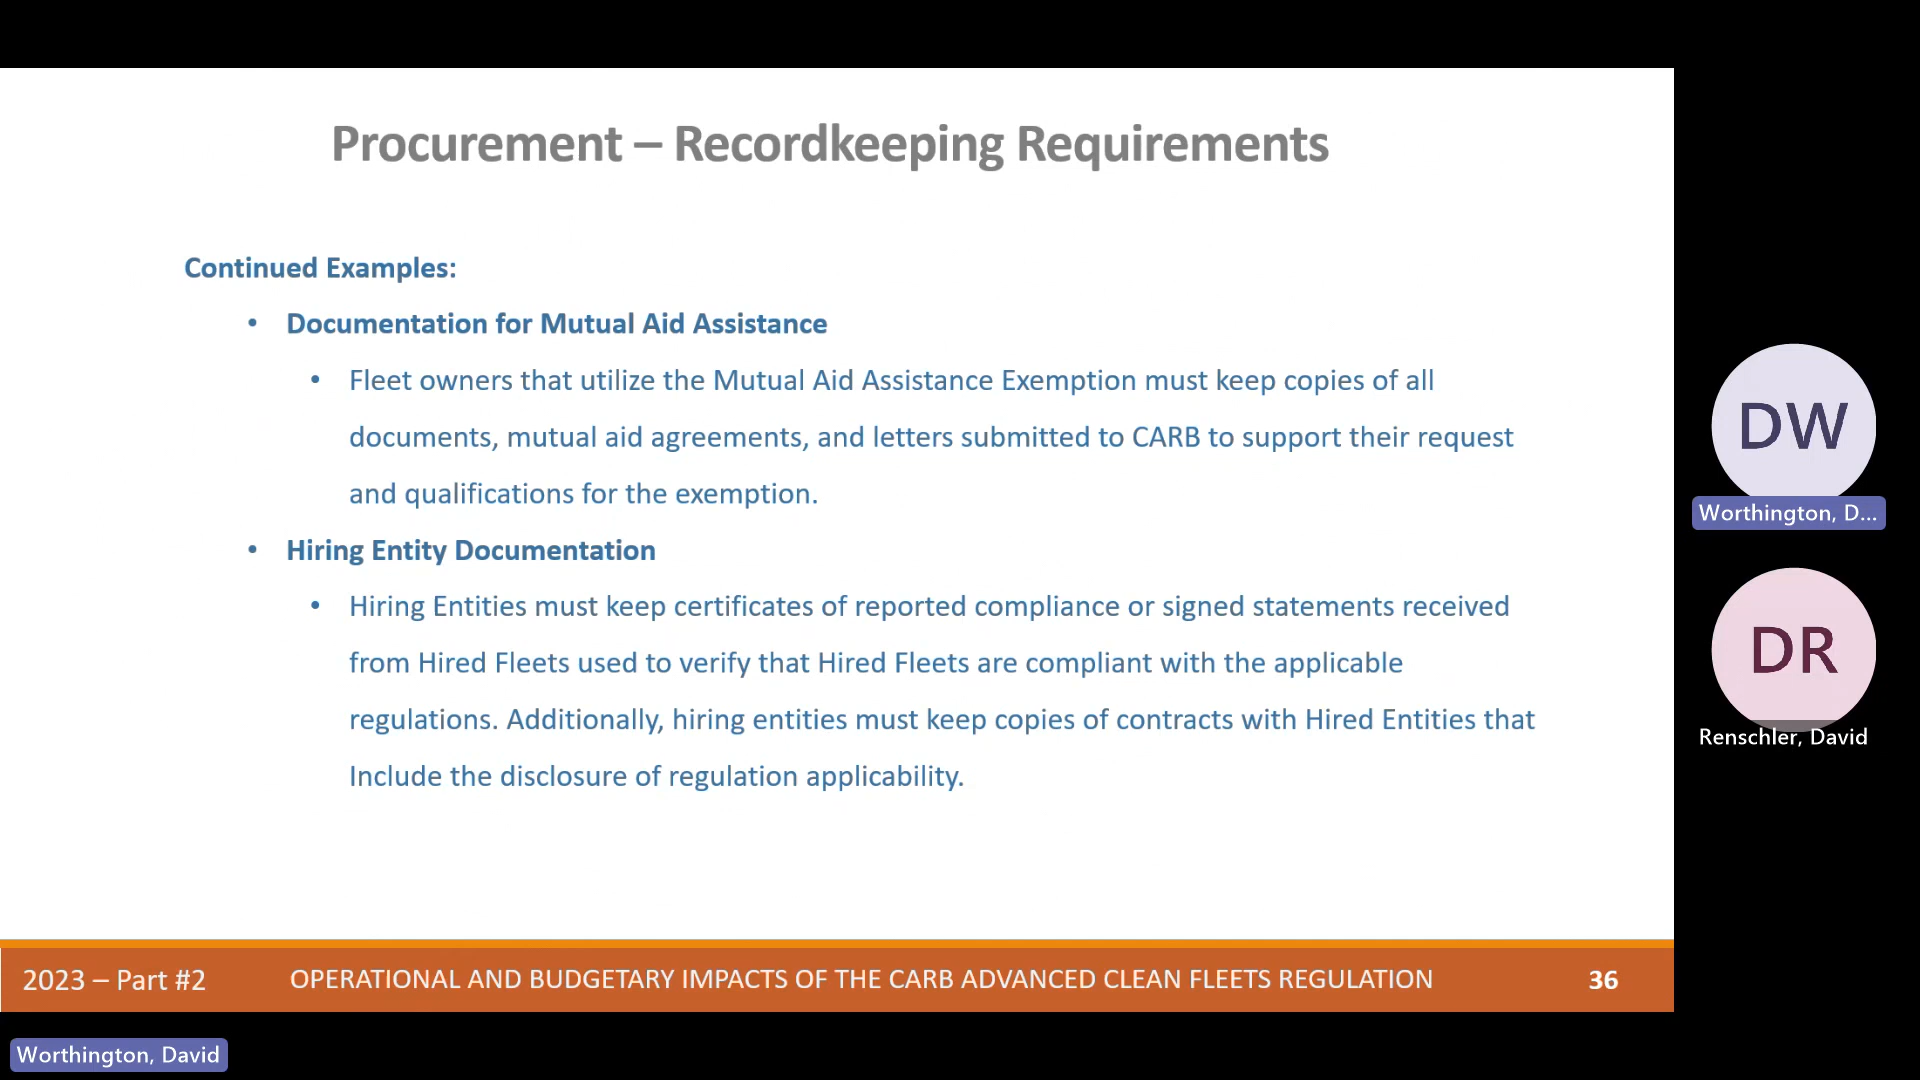 Procurement – Recordkeeping Requirements
Continued Examples:
• Documentation for Mutual Aid Assistance
• Fleet owners that utilize the Mutual Aid Assistance Exemption must keep copies of all
documents, mutual aid agreements, and letters submitted to CARB to support their request
and qualifications for the exemption.
• Hiring Entity Documentation
• Hiring Entities must keep certificates of reported compliance or signed statements received
from Hired Fleets used to verify that Hired Fleets are compliant with the applicable
regulations. Additionally, hiring entities must keep copies of contracts with Hired Entities that
Include the disclosure of regulation applicability.
2023 – Part #2 OPERATIONAL AND BUDGETARY IMPACTS OF THE CARB ADVANCED CLEAN FLEETS REGULATION 36
DW
Worthington, D...
DR
Renschler, David
Worthington, David